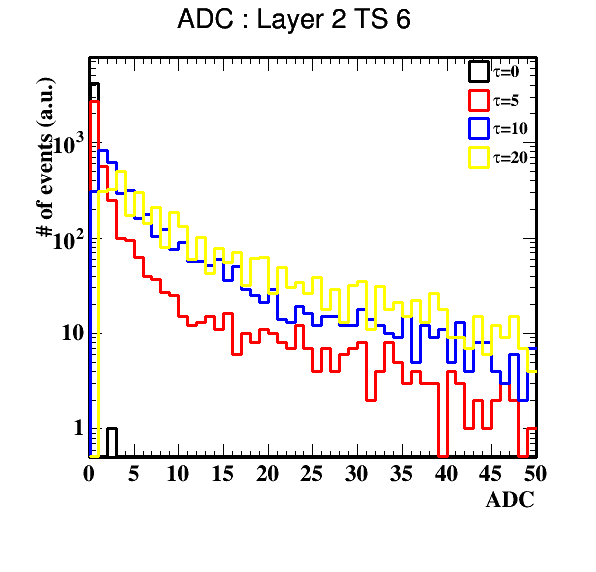 ADC : Layer 2 TS 6
# of events (a.u.)
τ=0
τ=5
τ=10
τ=20
10³
10²
10
1
0 5 10 15 20 25 30 35 40 45 50
ADC